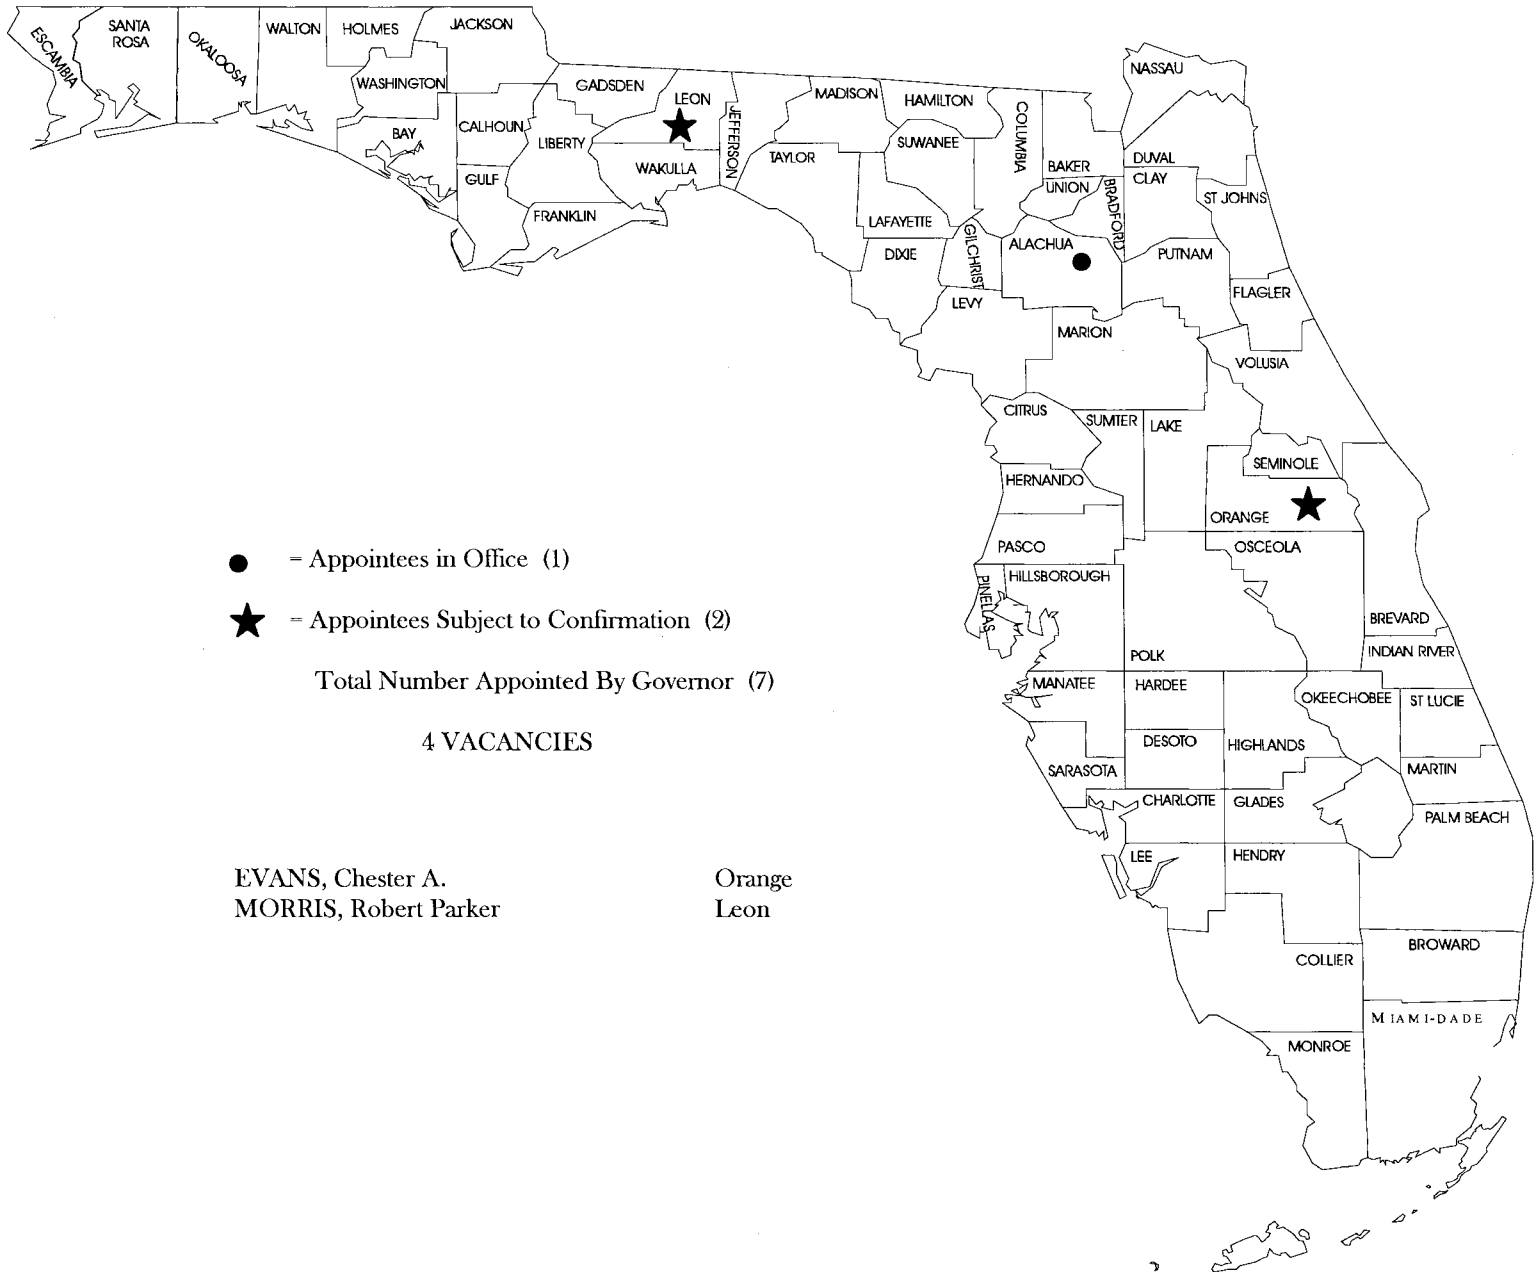 ESCAMBIA
SANTA
ROSA
OKALOOSA
WALTON
HOLMES
JACKSON
WASHINGTON
BAY
CALHOUN
GULF
LIBERTY
GADSDEN
LEON
JEFFERSON
WAKULLA
FRANKLIN
MADISON
TAYLOR
HAMILTON
SUWANEE
LAFAYETTE
DIXIE
COLUMBIA
GILCHRIST
BAKER
UNION
BRADFORD
NASSAU
DUVAL
CLAY
ST JOHNS
ALACHUA
PUTNAM
LEVY
FLAGLER
MARION
VOLUSIA
CITRUS
SUMTER
LAKE
SEMINOLE
HERNANDO
ORANGE
PASCO
OSCEOLA
PINELLAS
HILLSBOROUGH
POLK
BREVARD
INDIAN RIVER
MANATEE
HARDEE
OKEECHOBEE
ST LUCIE
DESOTO
HIGHLANDS
SARASOTA
MARTIN
CHARLOTTE
GLADES
PALM BEACH
LEE
HENDRY
BROWARD
COLLIER
MIAMI-DADE
MONROE
= Appointees in Office (1)
= Appointees Subject to Confirmation (2)
Total Number Appointed By Governor (7)
4 VACANCIES
EVANS, Chester A. Orange
MORRIS, Robert Parker Leon